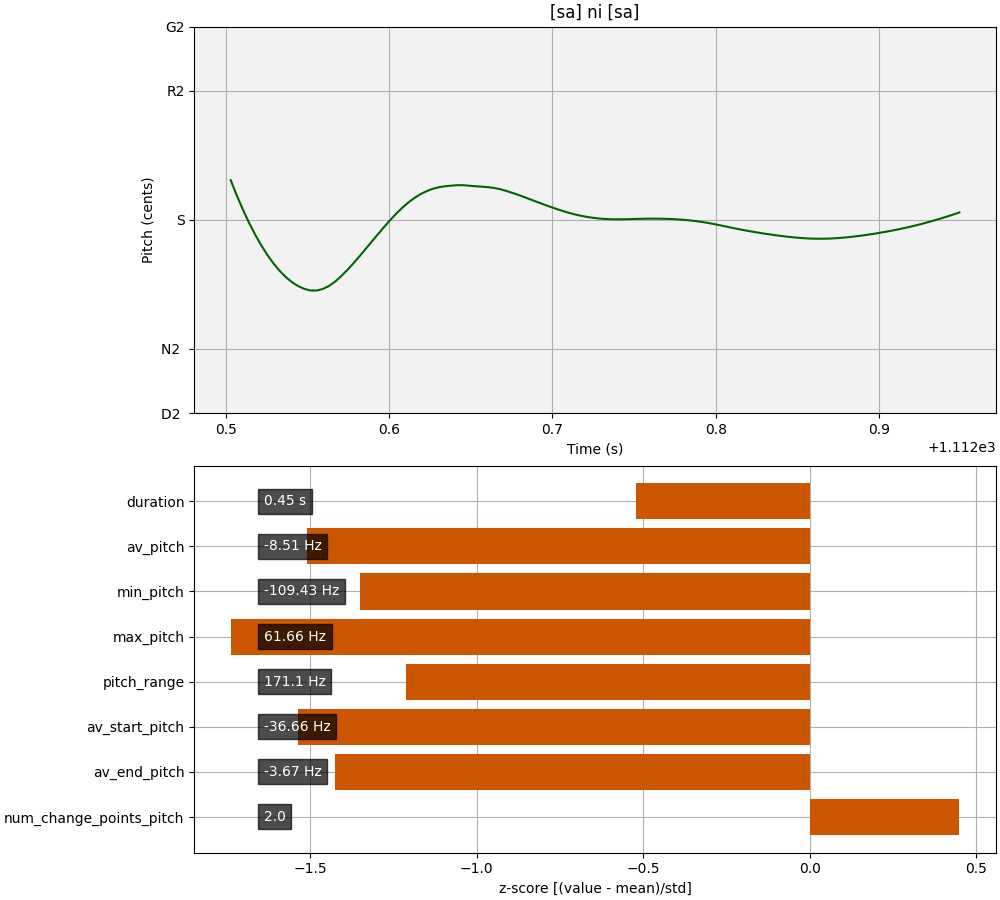 [sa] ni [sa]
G2
R2
S
N2
D2
Pitch (cents)
0.5 0.6 0.7 0.8 0.9
Time (s)
+1.112e3
duration 0.45 s
av_pitch -8.51 Hz
min_pitch -109.43 Hz
max_pitch 61.66 Hz
pitch_range 171.1 Hz
av_start_pitch -36.66 Hz
av_end_pitch -3.67 Hz
num_change_points_pitch 2.0
−1.5 −1.0 −0.5 0.0 0.5
z-score [(value - mean)/std]